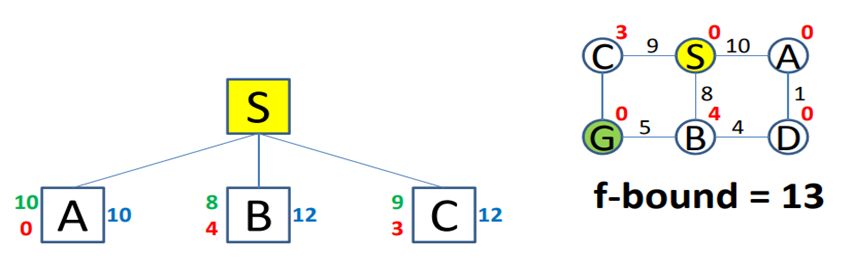 S
10 A 10
0
8 B 12
4
9 C 12
3
3 0 0
C 9 S 10 A
8 1
0 4 0
G 5 B 4 D
f-bound = 13